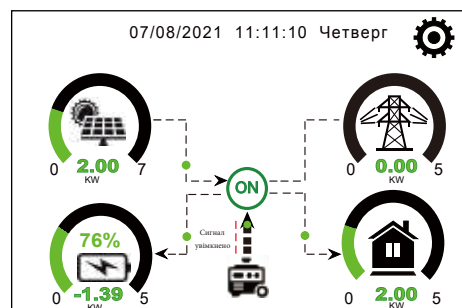 07/08/2021 11:11:10 Четверг
0 2.00 7
KW
0 0.00 5
KW
ON
Сигнал
увімкнено
76%
0 -1.39 5
KW
0 2.00 5
KW